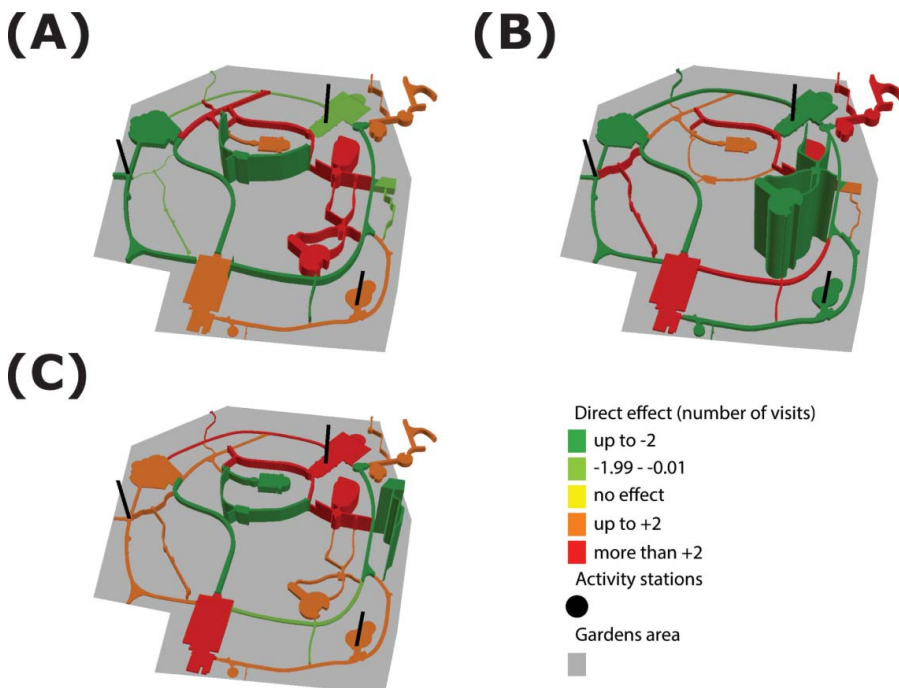 (A)
(B)
(C)
Direct effect (number of visits)
up to -2
-1.99 - -0.01
no effect
up to +2
more than +2
Activity stations
Gardens area